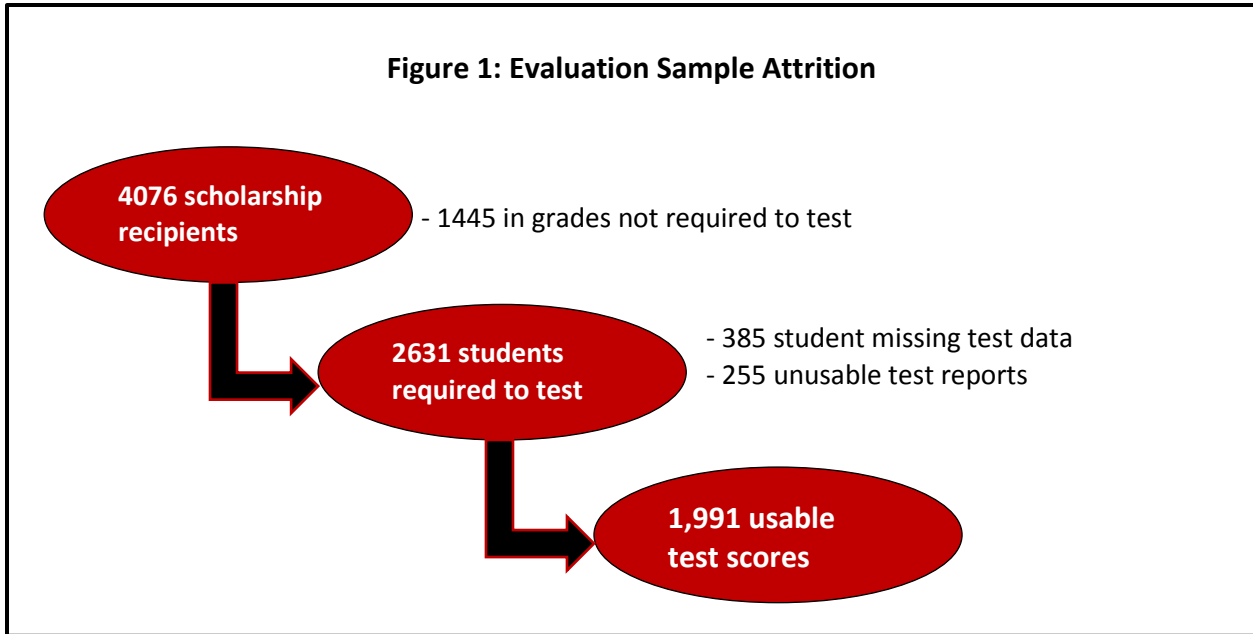 Figure 1: Evaluation Sample Attrition
4076 scholarship
recipients
- 1445 in grades not required to test
2631 students
required to test
- 385 student missing test data
- 255 unusable test reports
1,991 usable
test scores